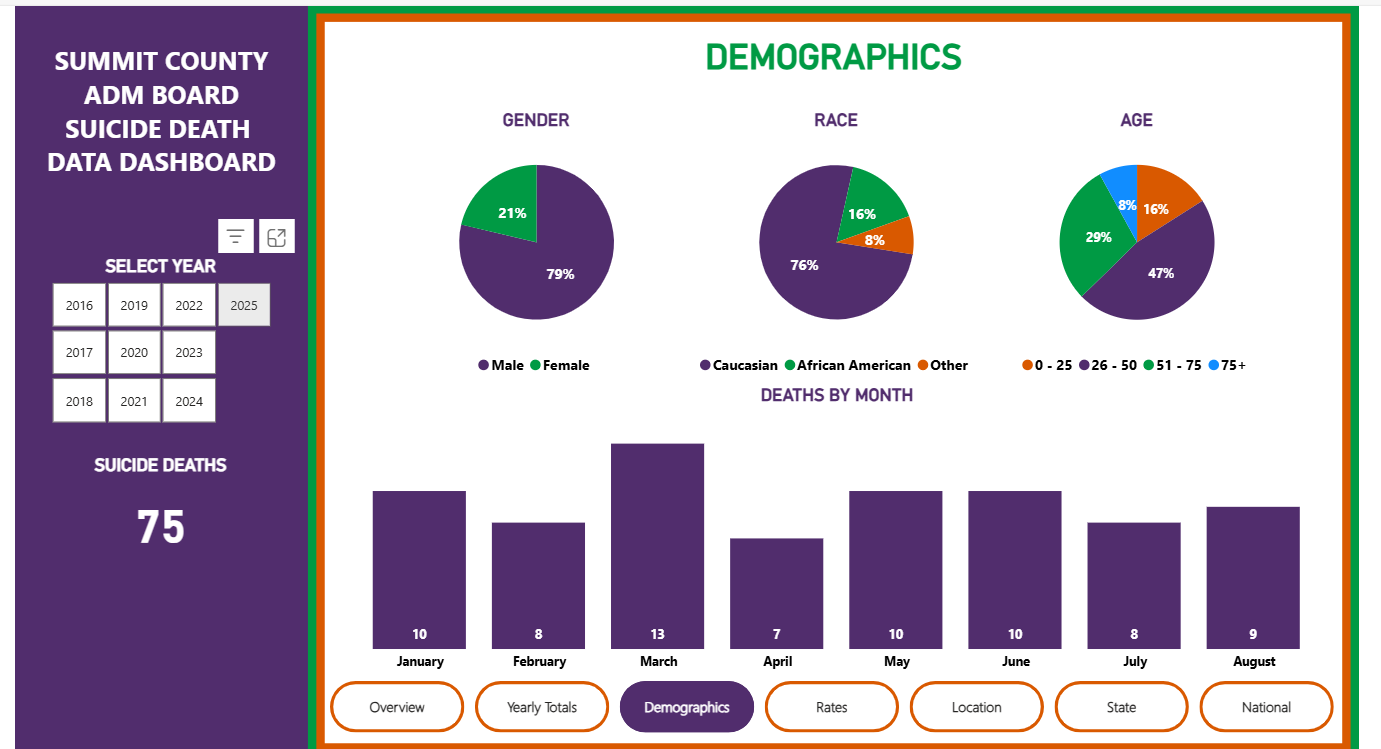 SUMMIT COUNTY
ADM BOARD
SUICIDE DEATH
DATA DASHBOARD
SELECT YEAR
2016 2019 2022 2025
2017 2020 2023
2018 2021 2024
SUICIDE DEATHS
75
DEMOGRAPHICS
GENDER
21%
79%
Male Female
RACE
16%
8%
76%
Caucasian African American Other
AGE
8% 16%
29%
47%
0 - 25 26 - 50 51 - 75 75+
DEATHS BY MONTH
10 8 13 7 10 10 8 9
January February March April May June July August
Overview Yearly Totals Demographics Rates Location State National